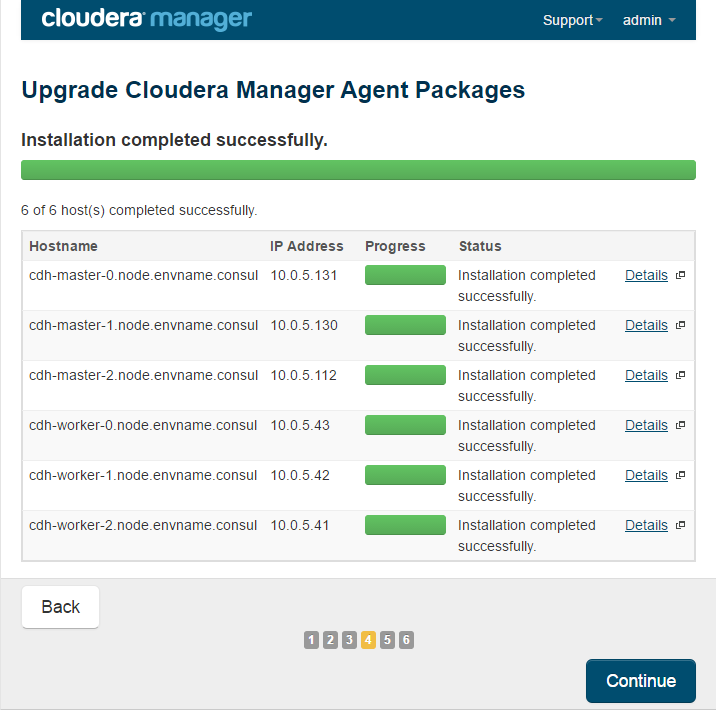 cloudera manager Support admin
Upgrade Cloudera Manager Agent Packages
Installation completed successfully.
6 of 6 host(s) completed successfully.
Hostname IP Address Progress Status
cdh-master-0.node.envname.consul 10.0.5.131 Installation completed Details
successfully.
cdh-master-1.node.envname.consul 10.0.5.130 Installation completed Details
successfully.
cdh-master-2.node.envname.consul 10.0.5.112 Installation completed Details
successfully.
cdh-worker-0.node.envname.consul 10.0.5.43 Installation completed Details
successfully.
cdh-worker-1.node.envname.consul 10.0.5.42 Installation completed Details
successfully.
cdh-worker-2.node.envname.consul 10.0.5.41 Installation completed Details
successfully.
Back
1 2 3 4 5 6
Continue